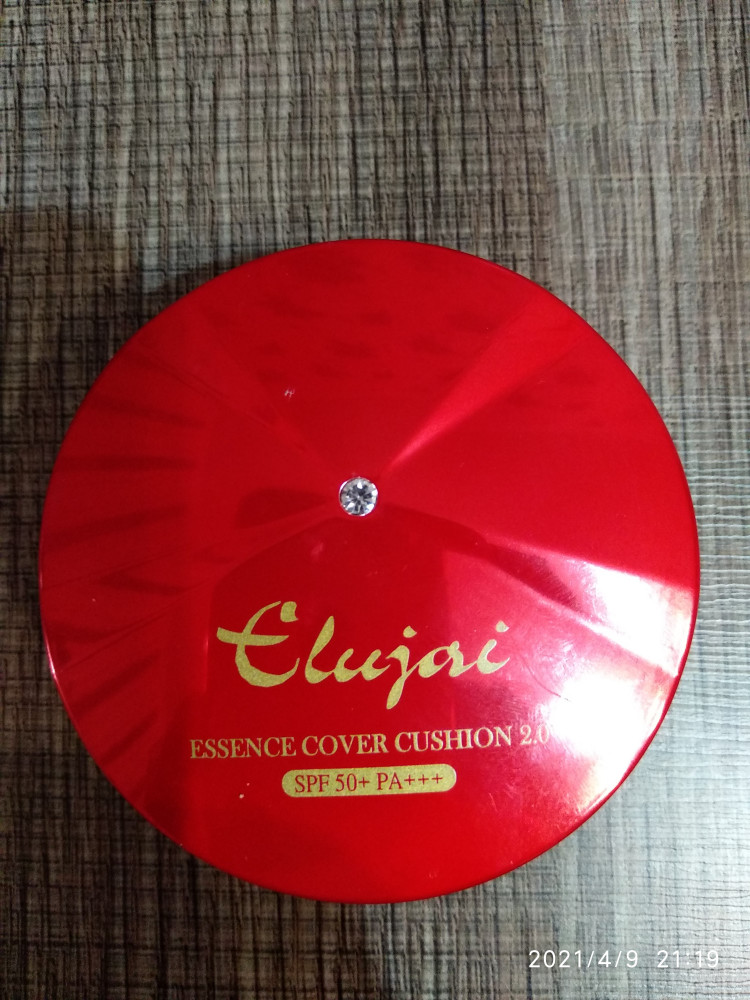 Elujai
ESSENCE COVER CUSHION 2.0
SPF 50+ PA+++
2021/4/9 21:19